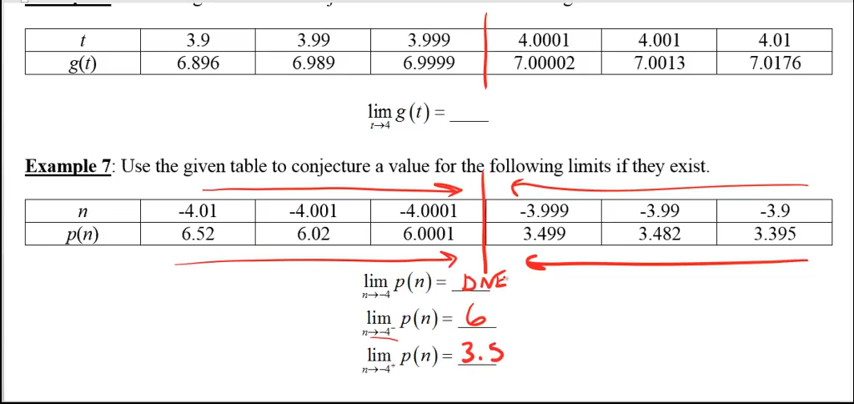 t 3.9 3.99 3.999 4.0001 4.001 4.01
g(t) 6.896 6.989 6.9999 7.00002 7.0013 7.0176
lim g(t) = ____
t→4
Example 7: Use the given table to conjecture a value for the following limits if they exist.
n -4.01 -4.001 -4.0001 -3.999 -3.99 -3.9
p(n) 6.52 6.02 6.0001 3.499 3.482 3.395
lim p(n) = DNE
n→-4
lim p(n) = 6
n→-4⁻
lim p(n) = 3.5
n→-4⁺